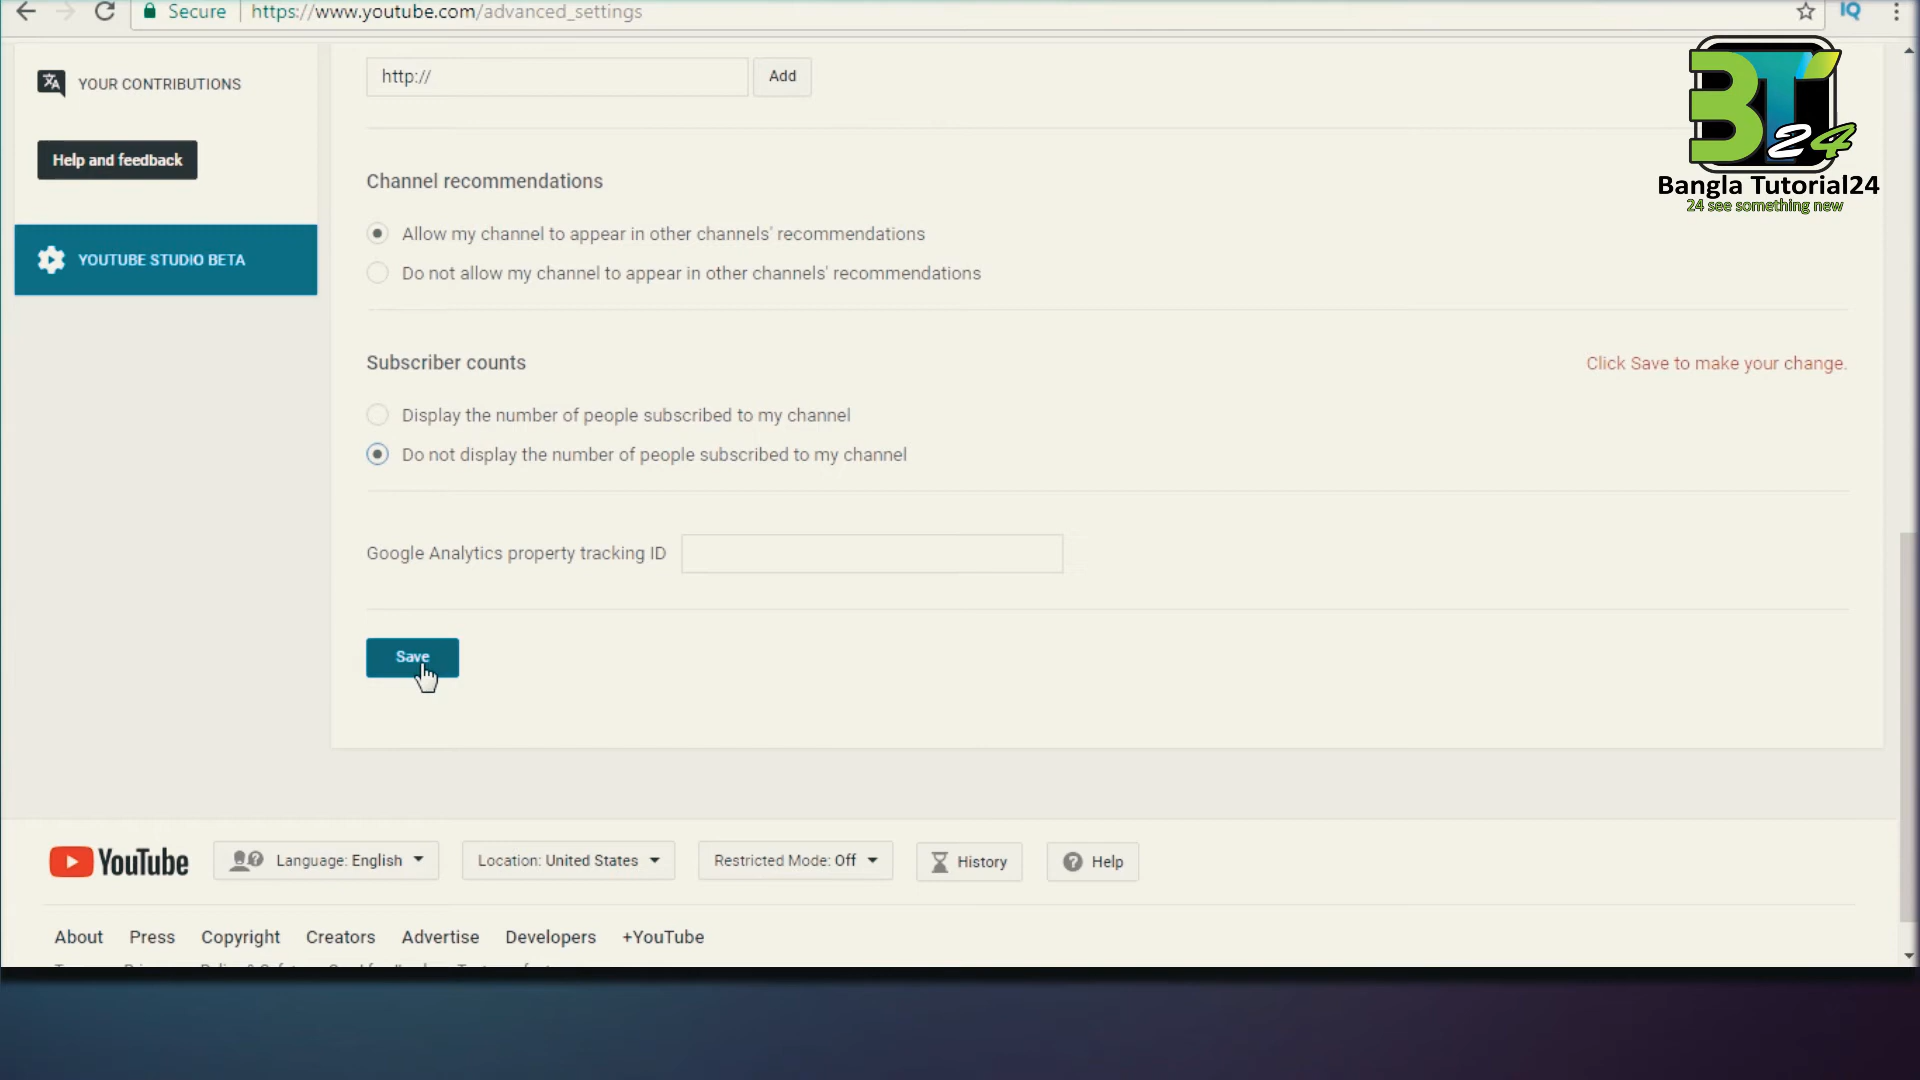 Secure https://www.youtube.com/advanced_settings
IQ
YOUR CONTRIBUTIONS
http://
Add
Help and feedback
Channel recommendations
BT24
Bangla Tutorial24
24 see something new
Allow my channel to appear in other channels' recommendations
YOUTUBE STUDIO BETA
Do not allow my channel to appear in other channels' recommendations
Subscriber counts
Click Save to make your change.
Display the number of people subscribed to my channel
Do not display the number of people subscribed to my channel
Google Analytics property tracking ID
Save
YouTube
Language: English
Location: United States
Restricted Mode: Off
History
Help
About Press Copyright Creators Advertise Developers +YouTube